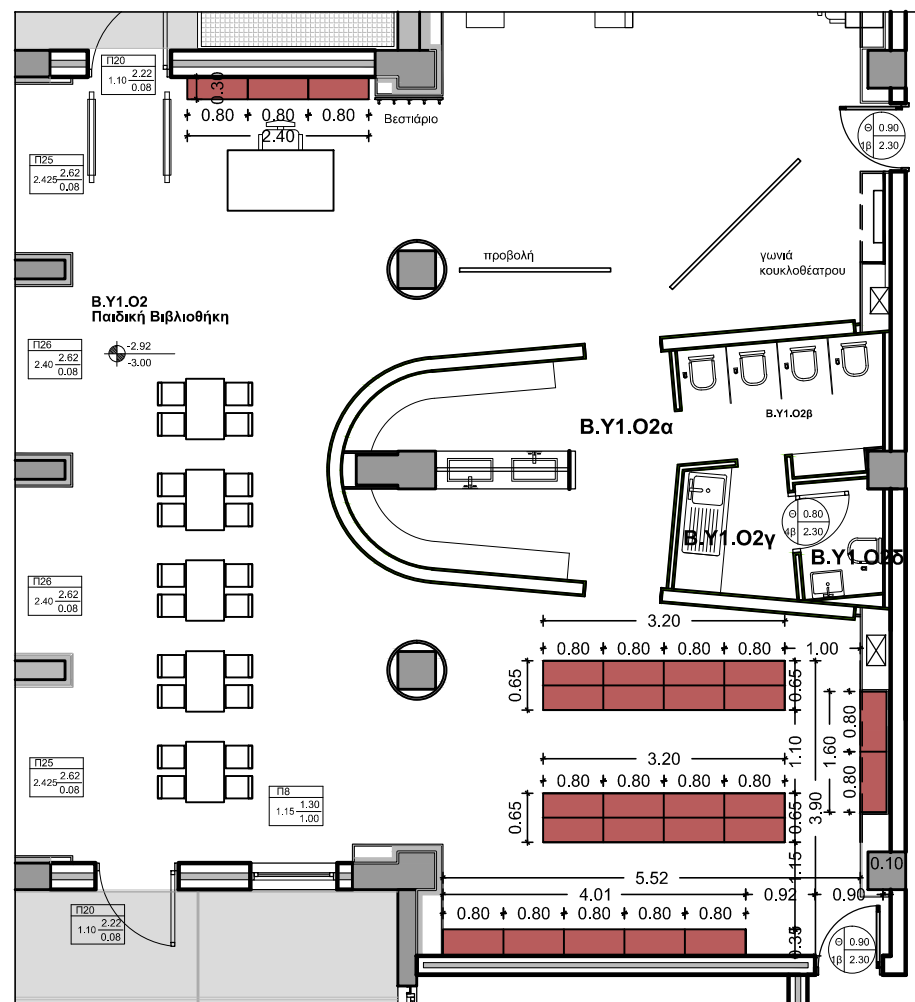 Π20
1.10 2.22
0.08
0.30
0.80 0.80 0.80
2.40
Βεστιάριο
Θ 0.90
1β 2.30
Π25
2.425 2.62
0.08
προβολή
γωνιά
κουκλοθέατρου
Β.Υ1.Ο2
Παιδική Βιβλιοθήκη
-2.92
-3.00
Π26
2.40 2.62
0.08
Β.Υ1.Ο2α
Β.Υ1.Ο2β
Θ 0.80
4β 2.30
Β.Υ1.Ο2γ
Β.Υ1.Ο2δ
Π26
2.40 2.62
0.08
3.20
0.80 0.80 0.80 0.80 1.00
0.65
0.65
1.10
1.60
0.80
0.80
3.90
3.20
0.80 0.80 0.80 0.80
0.65
0.65
Π25
2.425 2.62
0.08
Π8
1.15 1.30
1.00
1.15
0.10
5.52
4.01 0.92 0.90
0.80 0.80 0.80 0.80 0.80
0.35
Π20
1.10 2.22
0.08
Θ 0.90
1β 2.30